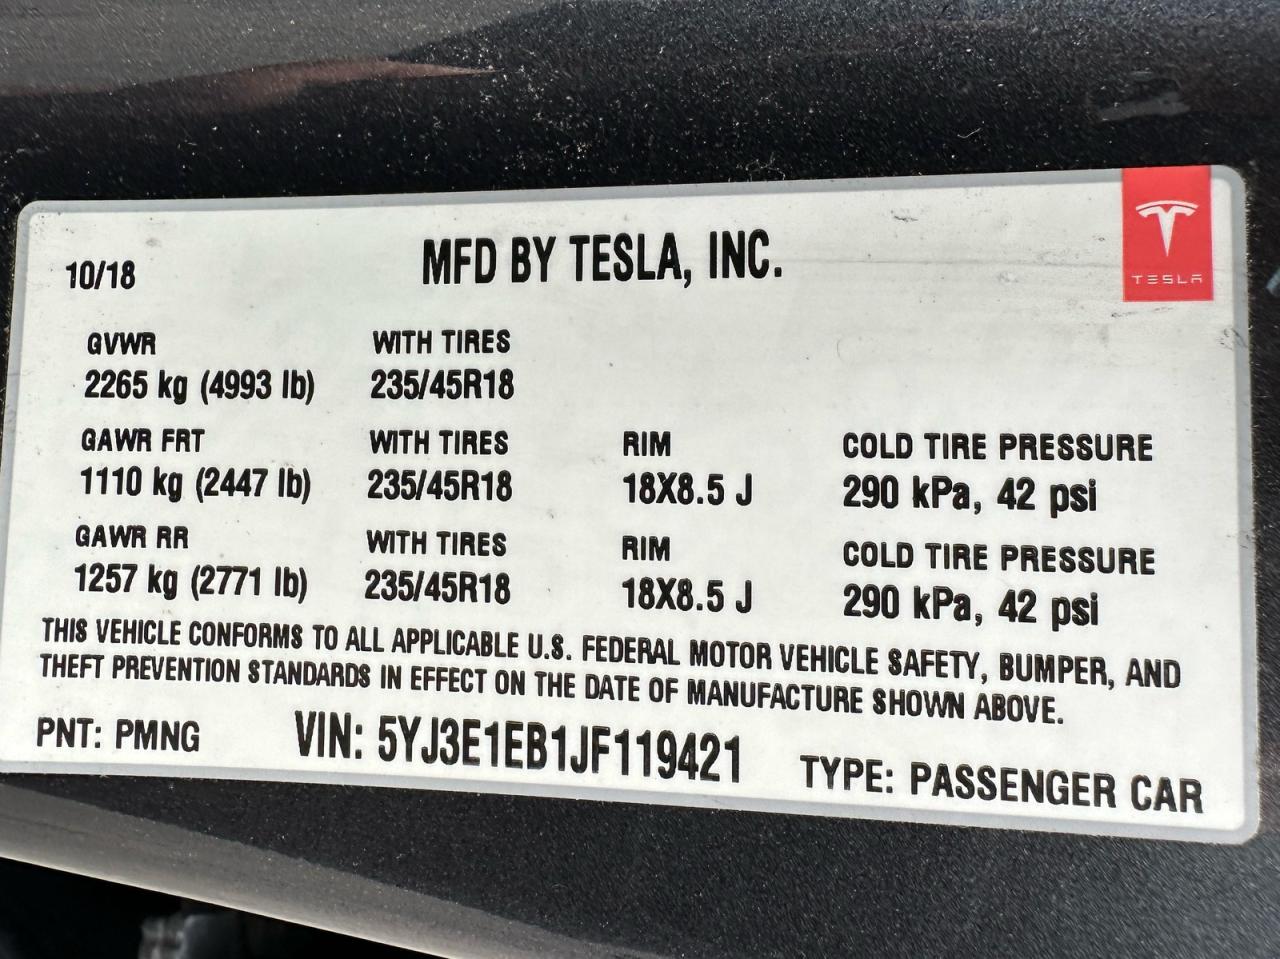 TESLA
10/18 MFD BY TESLA, INC.
GVWR WITH TIRES
2265 kg (4993 lb) 235/45R18
GAWR FRT WITH TIRES RIM COLD TIRE PRESSURE
1110 kg (2447 lb) 235/45R18 18X8.5 J 290 kPa, 42 psi
GAWR RR WITH TIRES RIM COLD TIRE PRESSURE
1257 kg (2771 lb) 235/45R18 18X8.5 J 290 kPa, 42 psi
THIS VEHICLE CONFORMS TO ALL APPLICABLE U.S. FEDERAL MOTOR VEHICLE SAFETY, BUMPER, AND
THEFT PREVENTION STANDARDS IN EFFECT ON THE DATE OF MANUFACTURE SHOWN ABOVE.
PNT: PMNG VIN: 5YJ3E1EB1JF119421 TYPE: PASSENGER CAR